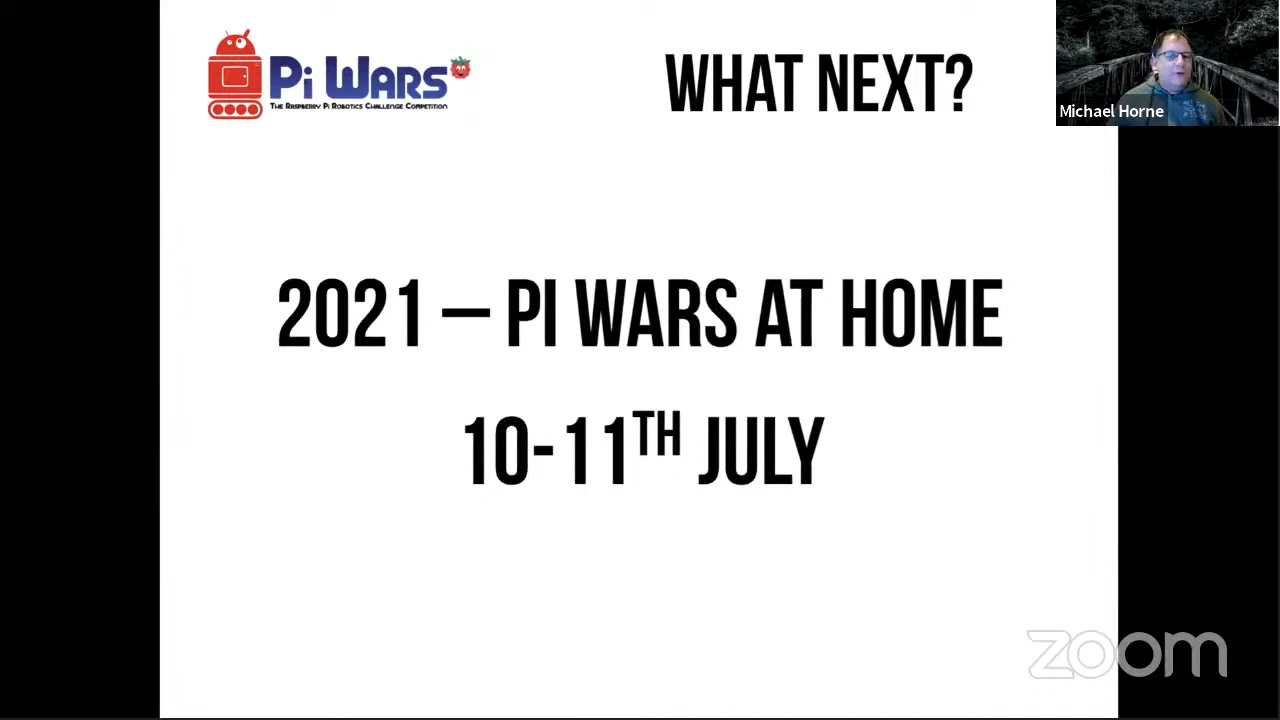 Pi Wars
The Raspberry Pi Robotics Challenge Competition
WHAT NEXT?
Michael Horne
2021 – PI WARS AT HOME
10-11TH JULY
zoom